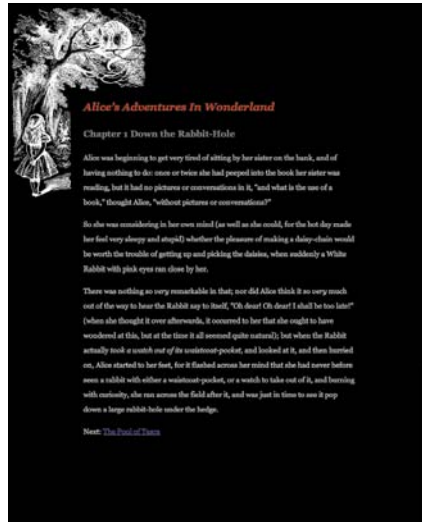 Alice's Adventures In Wonderland
Chapter 1 Down the Rabbit-Hole
Alice was beginning to get very tired of sitting by her sister on the bank, and of
having nothing to do: once or twice she had peeped into the book her sister was
reading, but it had no pictures or conversations in it, "and what is the use of a
book," thought Alice, "without pictures or conversations?"
So she was considering in her own mind (as well as she could, for the hot day made
her feel very sleepy and stupid) whether the pleasure of making a daisy-chain would
be worth the trouble of getting up and picking the daisies, when suddenly a White
Rabbit with pink eyes ran close by her.
There was nothing so very remarkable in that; nor did Alice think it so very much
out of the way to hear the Rabbit say to itself, "Oh dear! Oh dear! I shall be too late!"
(when she thought it over afterwards, it occurred to her that she ought to have
wondered at this, but at the time it all seemed quite natural); but when the Rabbit
actually took a watch out of its waistcoat-pocket, and looked at it, and then hurried
on, Alice started to her feet, for it flashed across her mind that she had never before
seen a rabbit with either a waistcoat-pocket, or a watch to take out of it, and burning
with curiosity, she ran across the field after it, and was just in time to see it pop
down a large rabbit-hole under the hedge.
Next: The Pool of Tears